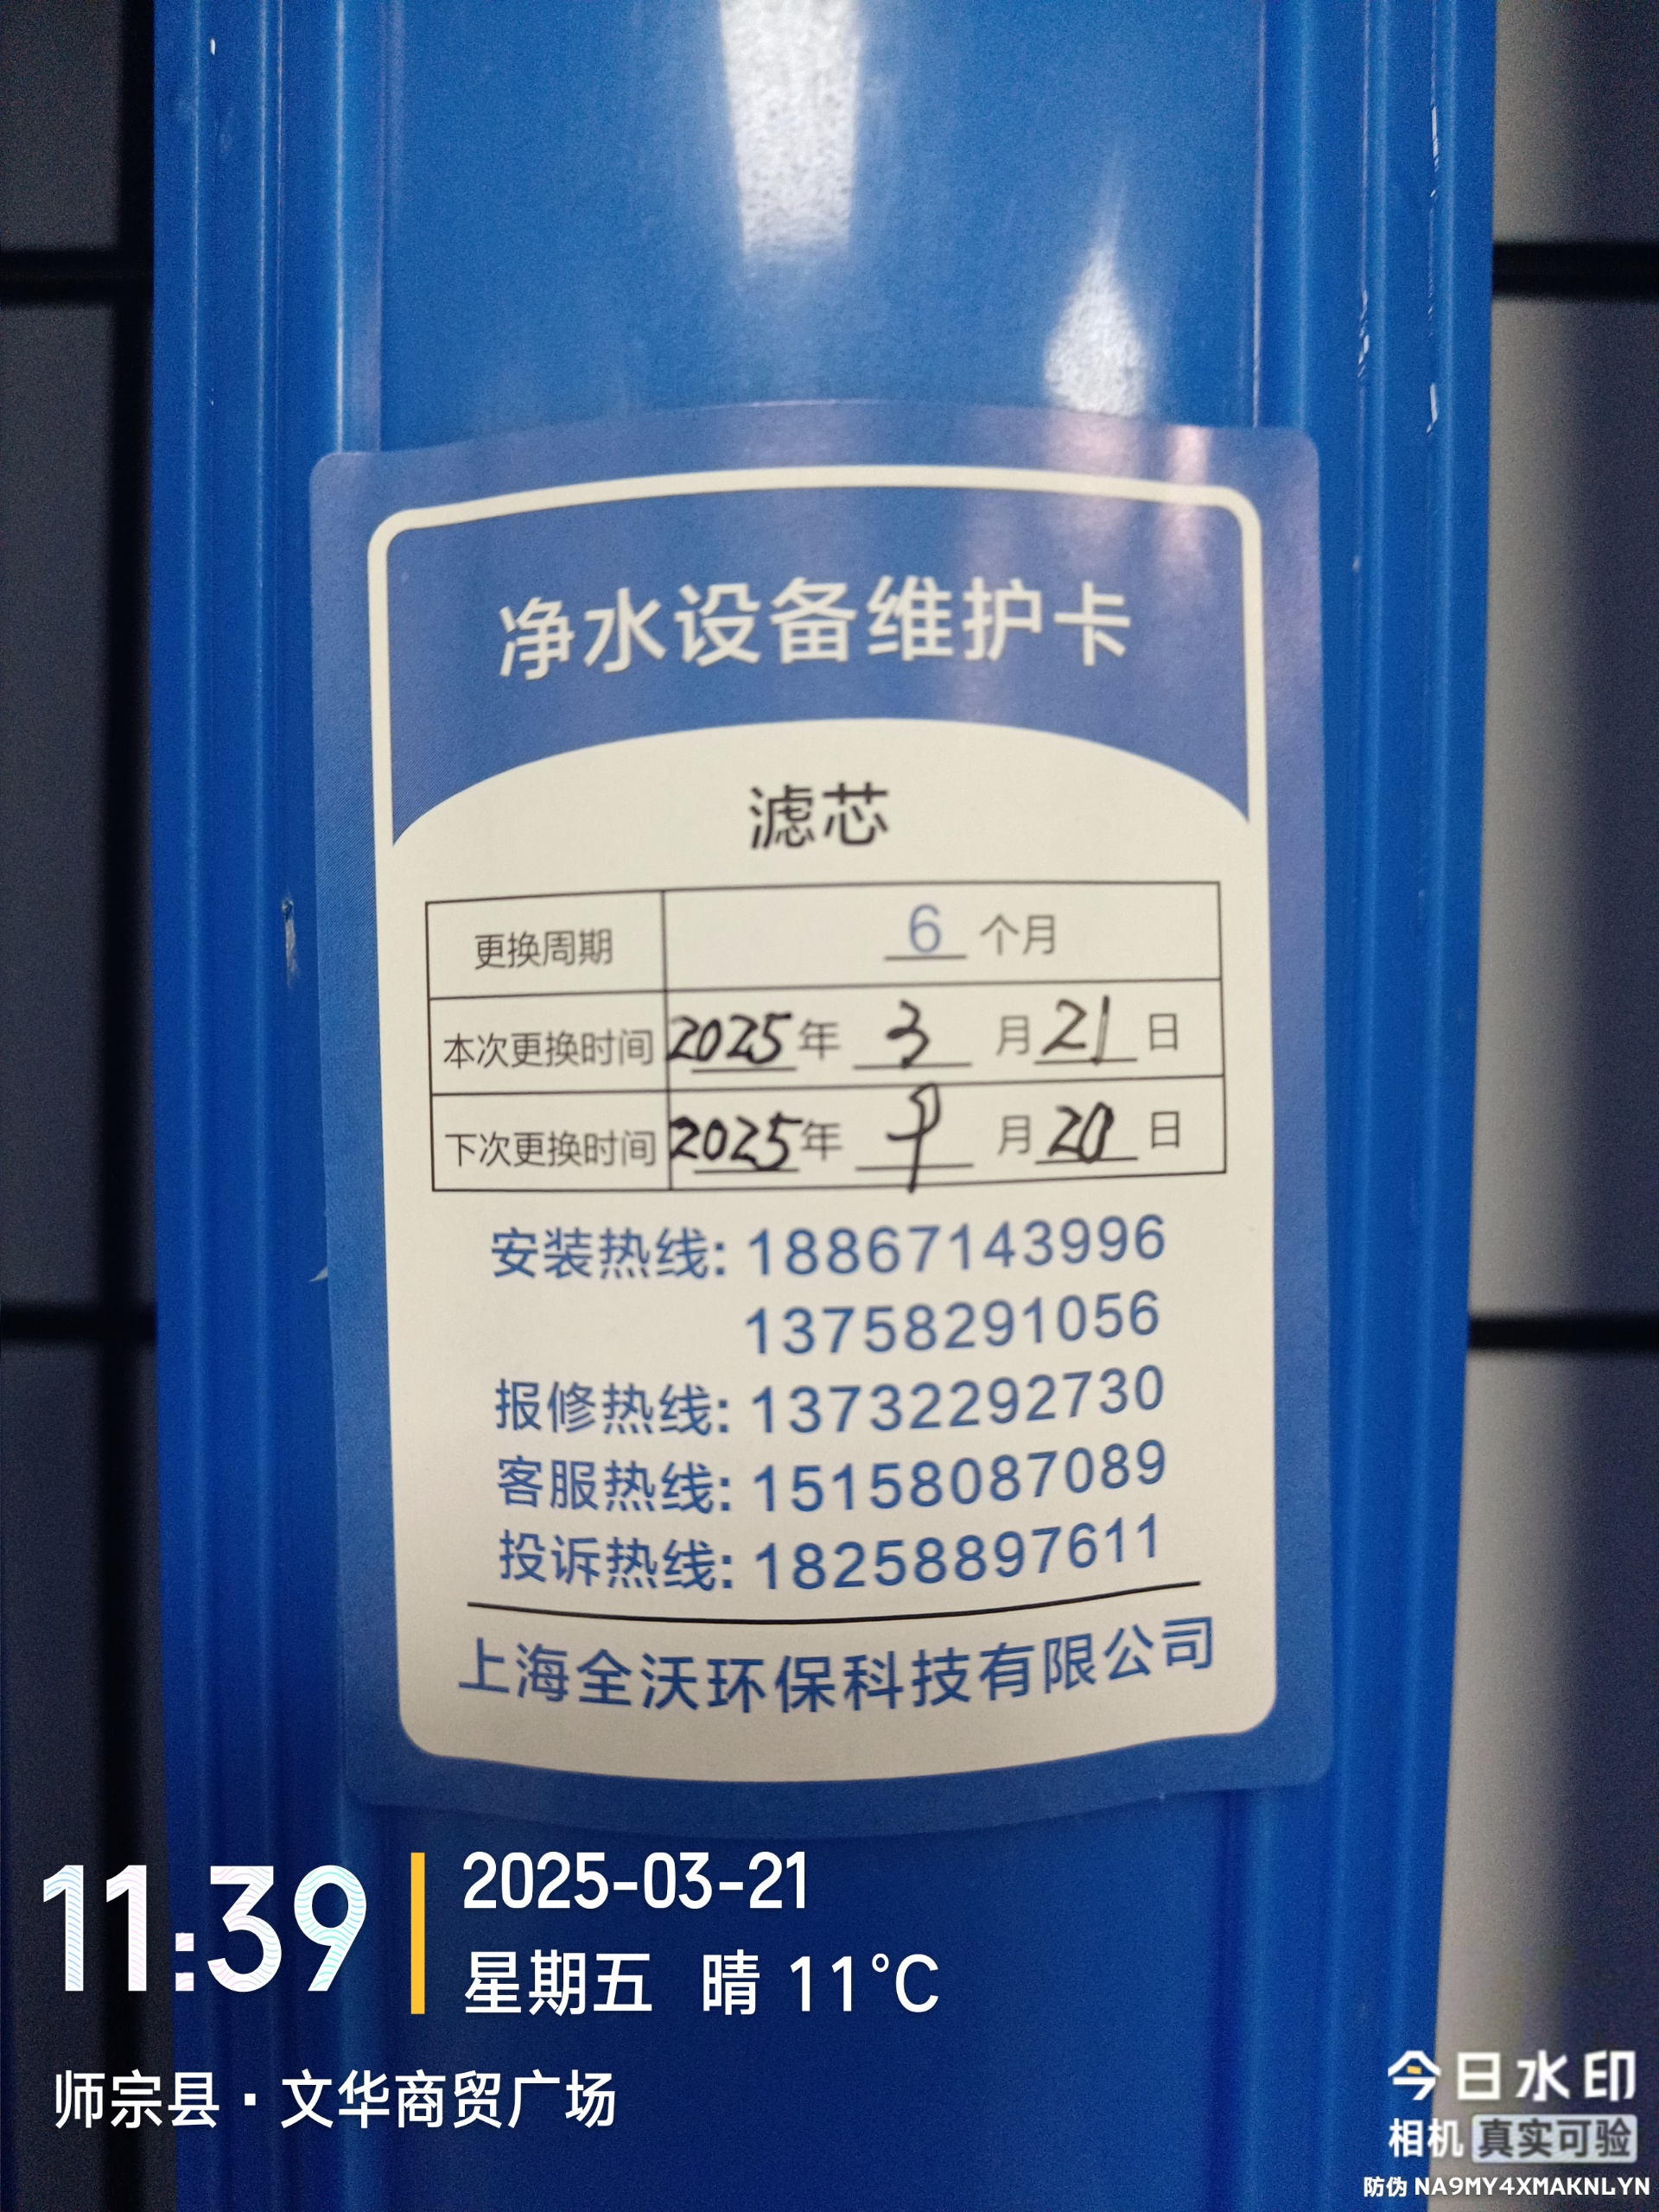 净水设备维护卡
滤芯
更换周期 6 个月
本次更换时间 2025年 3 月 21 日
下次更换时间 2025年 9 月 20 日
安装热线: 18867143996
13758291056
报修热线: 13732292730
客服热线: 15158087089
投诉热线: 18258897611
上海全沃环保科技有限公司
11:39
2025-03-21
星期五 晴 11°C
师宗县·文华商贸广场
今日水印
相机 真实可验
防伪 NA9MY4XMAKNLYN